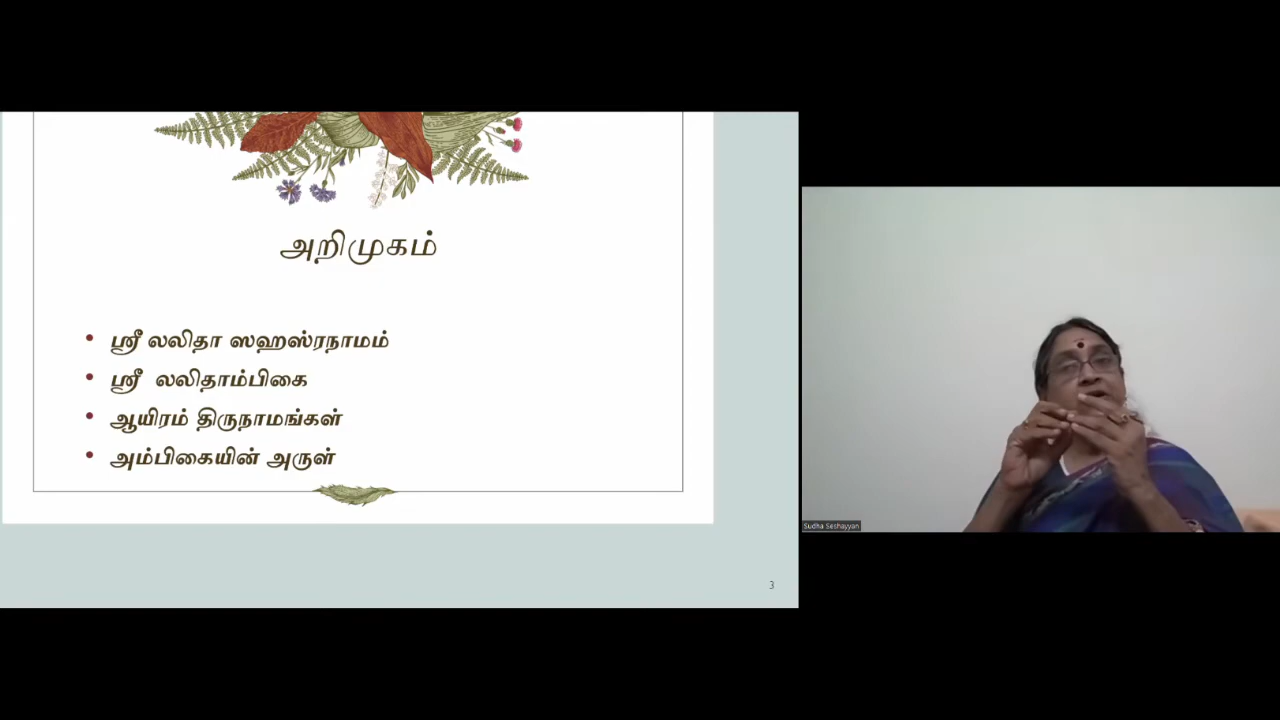 அறிமுகம்
ஸ்ரீ லலிதா ஸஹஸ்ரநாமம்
ஸ்ரீ லலிதாம்பிகை
ஆயிரம் திருநாமங்கள்
அம்பிகையின் அருள்
3
Sudha Seshayyan